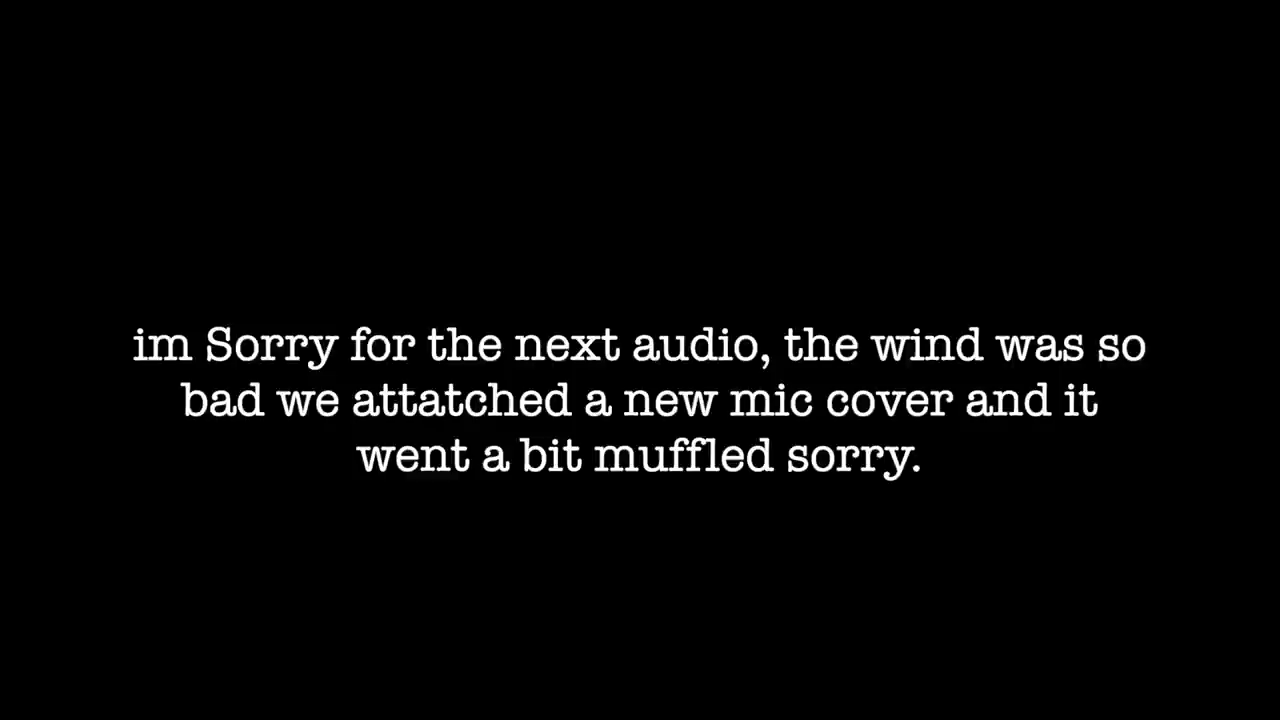 im Sorry for the next audio, the wind was so
bad we attatched a new mic cover and it
went a bit muffled sorry.